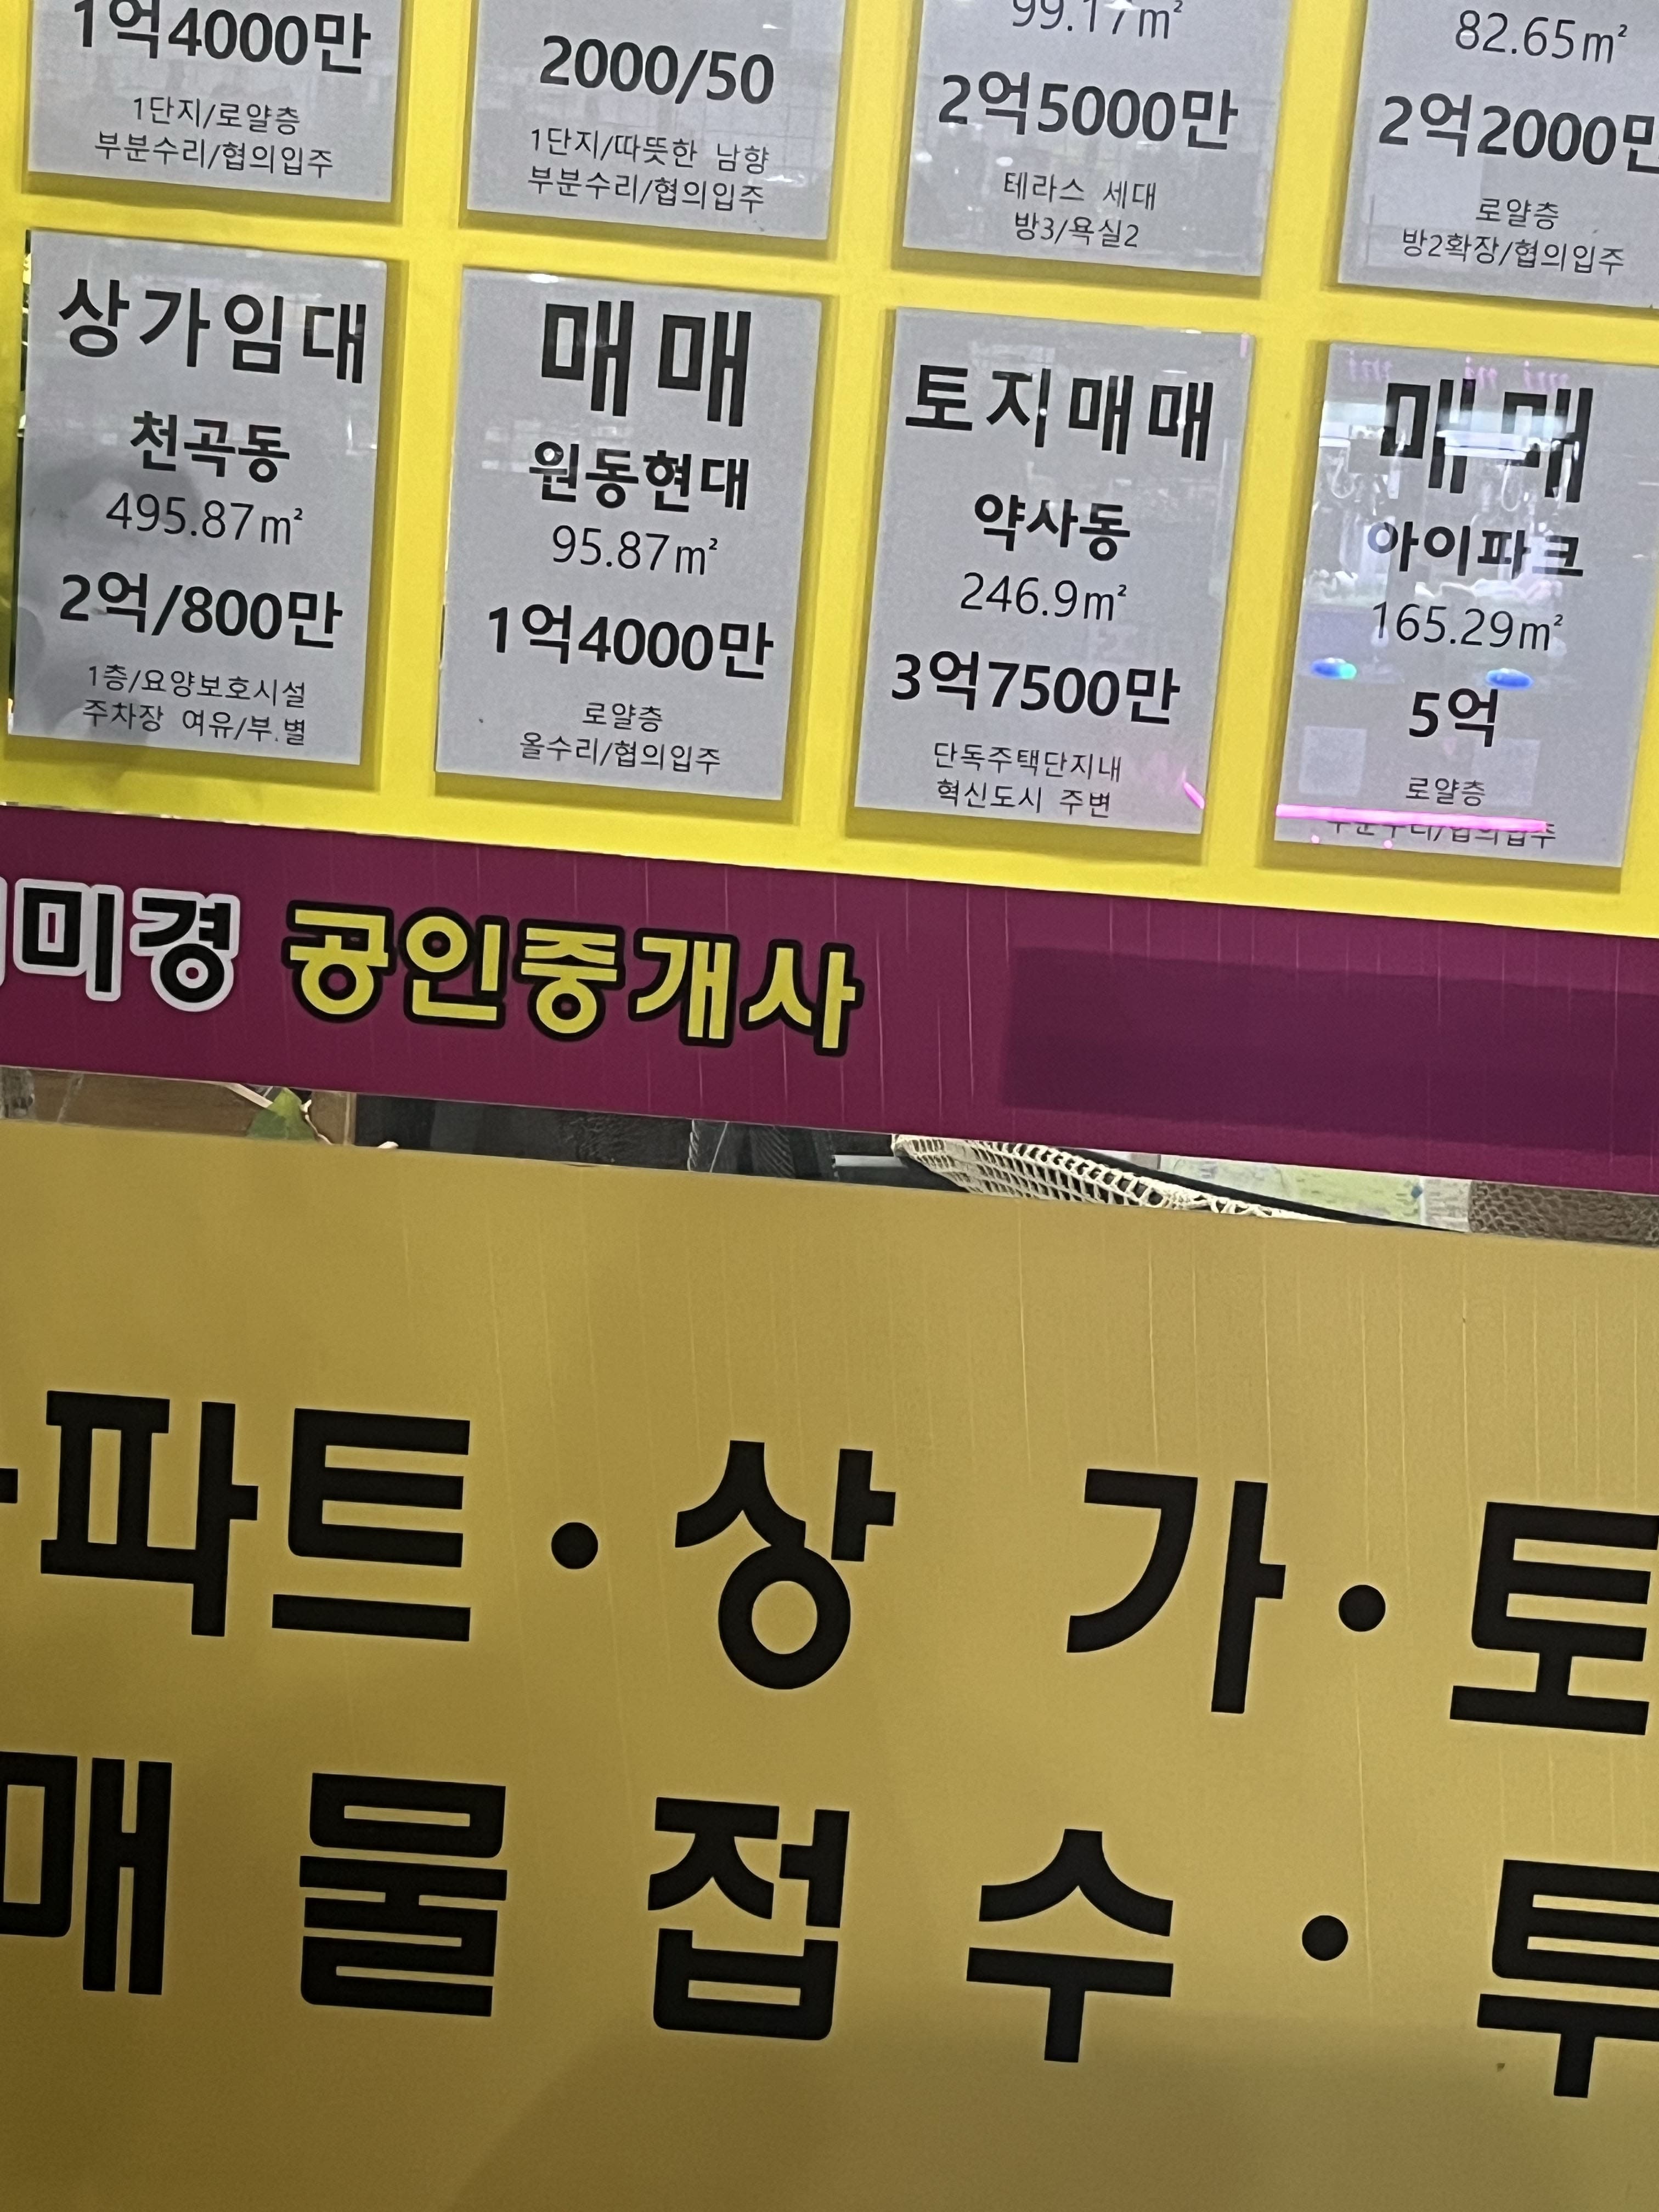 1억4000만
1단지/로얄층
부분수리/협의입주
2000/50
1단지/따뜻한 남향
부분수리/협의입주
99.17㎡
2억5000만
테라스 세대
방3/욕실2
82.65㎡
2억2000만
로얄층
방2확장/협의입주
상가임대
천곡동
495.87㎡
2억/800만
1층/요양보호시설
주차장 여유/부.별
매매
원동현대
95.87㎡
1억4000만
로얄층
올수리/협의입주
토지매매
약사동
246.9㎡
3억7500만
단독주택단지내
혁신도시 주변
매매
아이파크
165.29㎡
5억
로얄층
부분수리/협의입주
미경 공인중개사
파트·상 가·토
매물접수·투